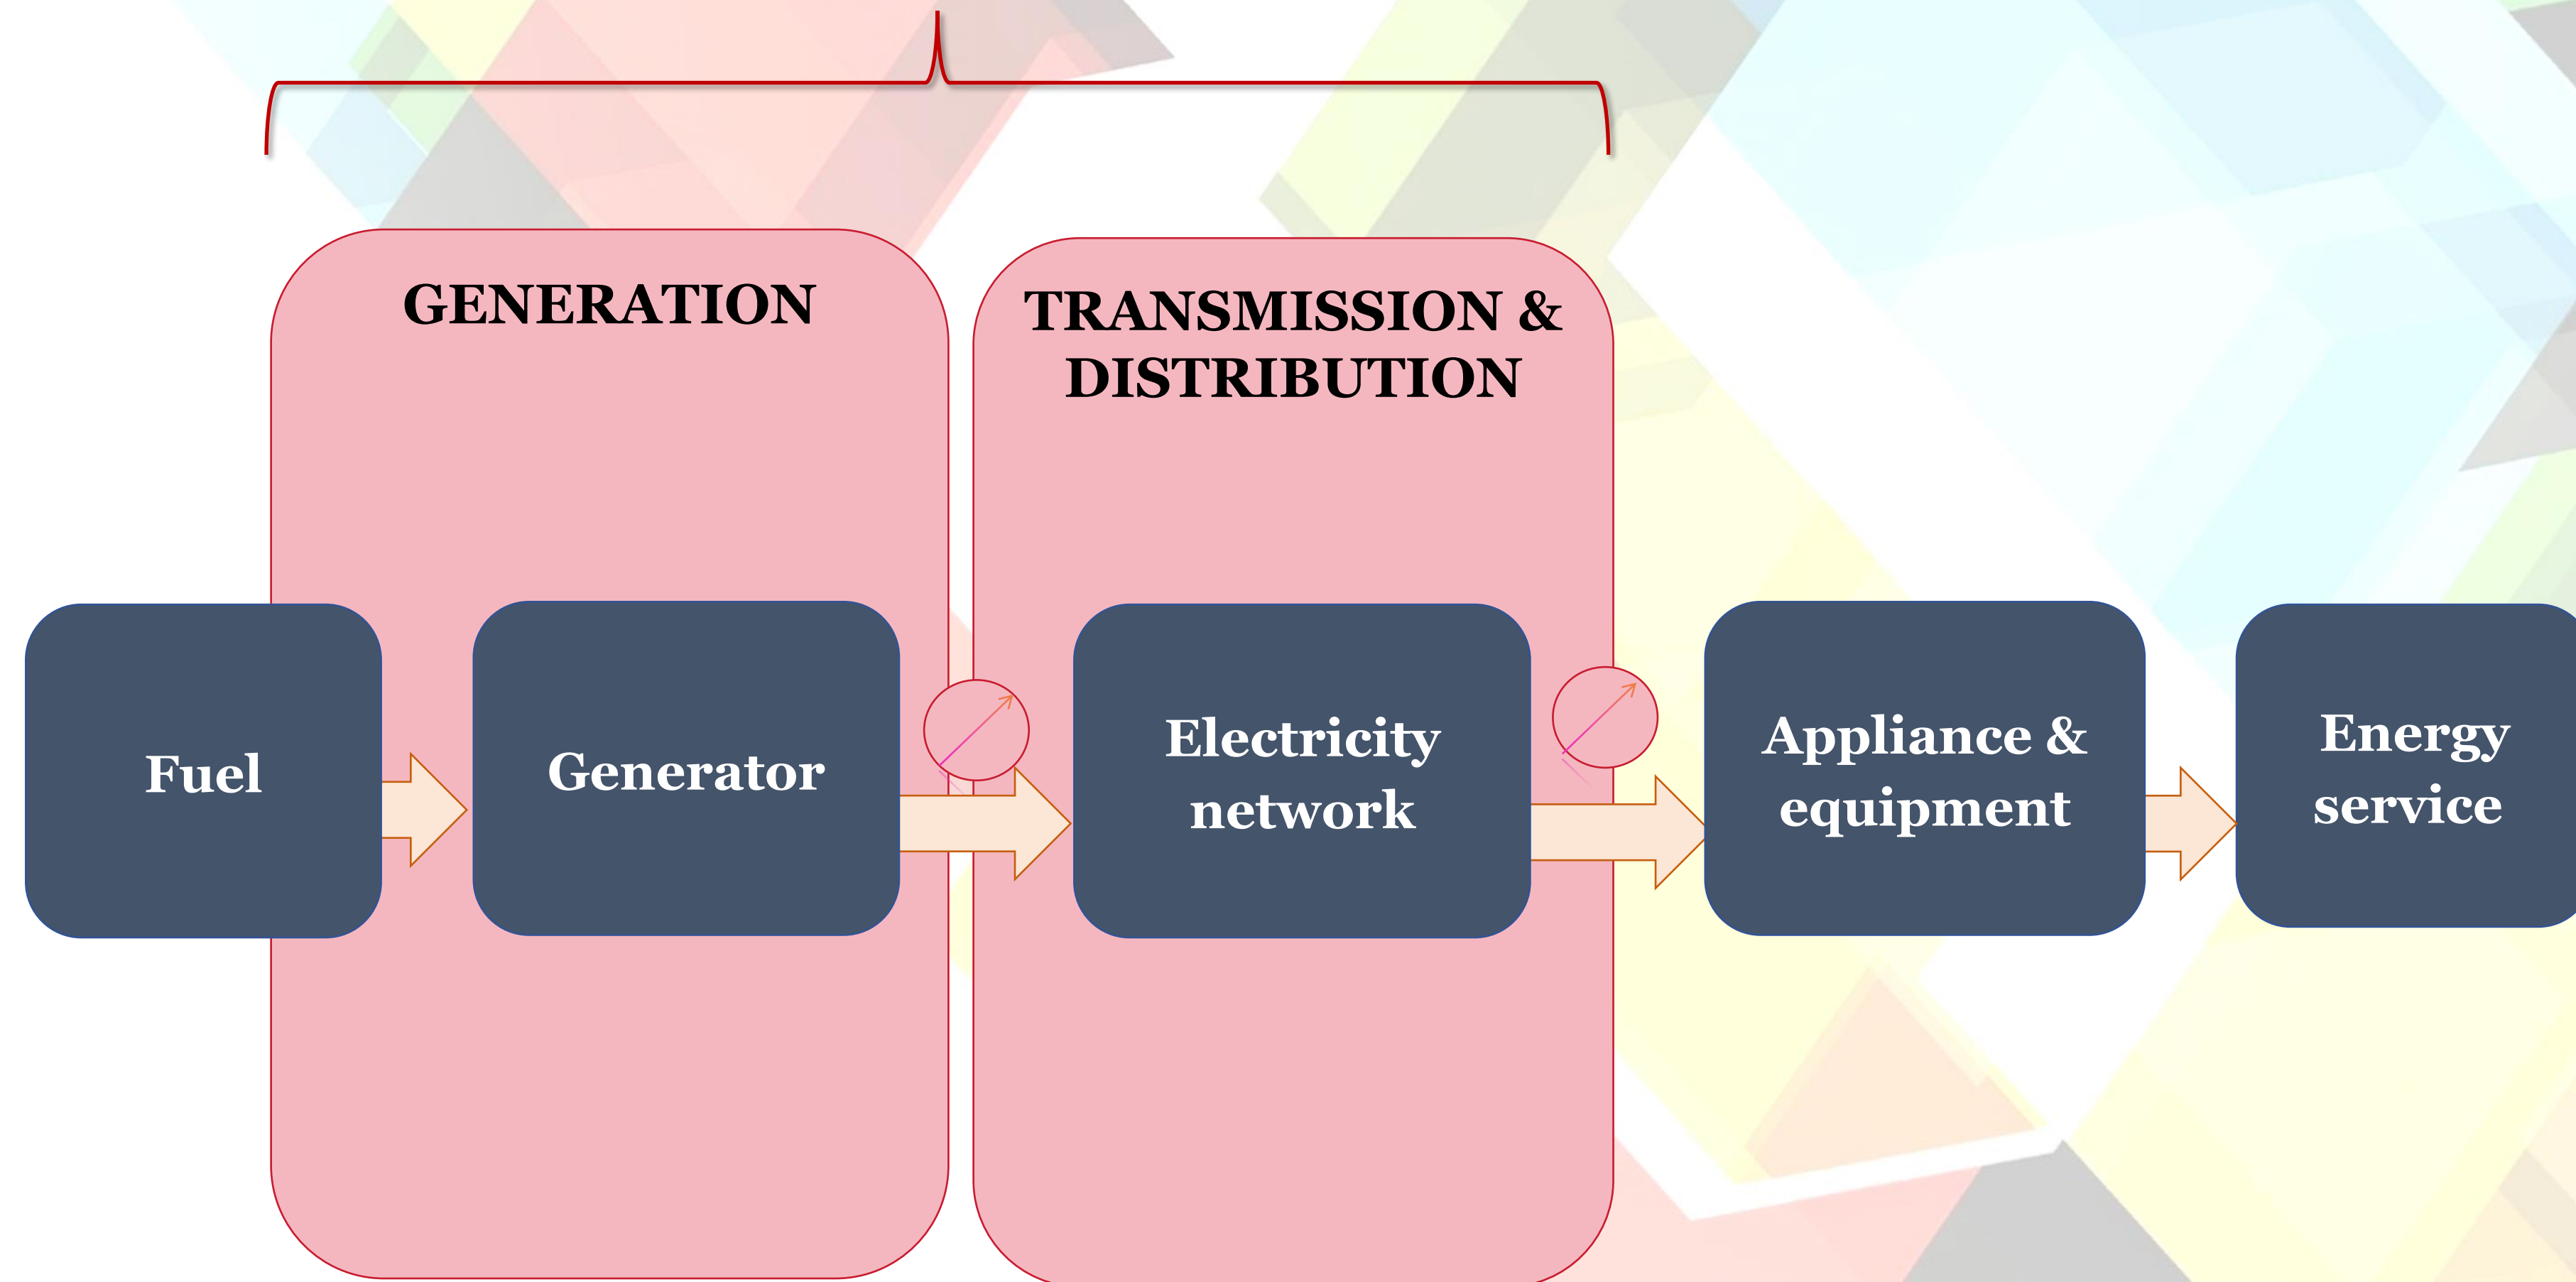 GENERATION
TRANSMISSION &
DISTRIBUTION
Fuel
Generator
Electricity
network
Appliance &
equipment
Energy
service